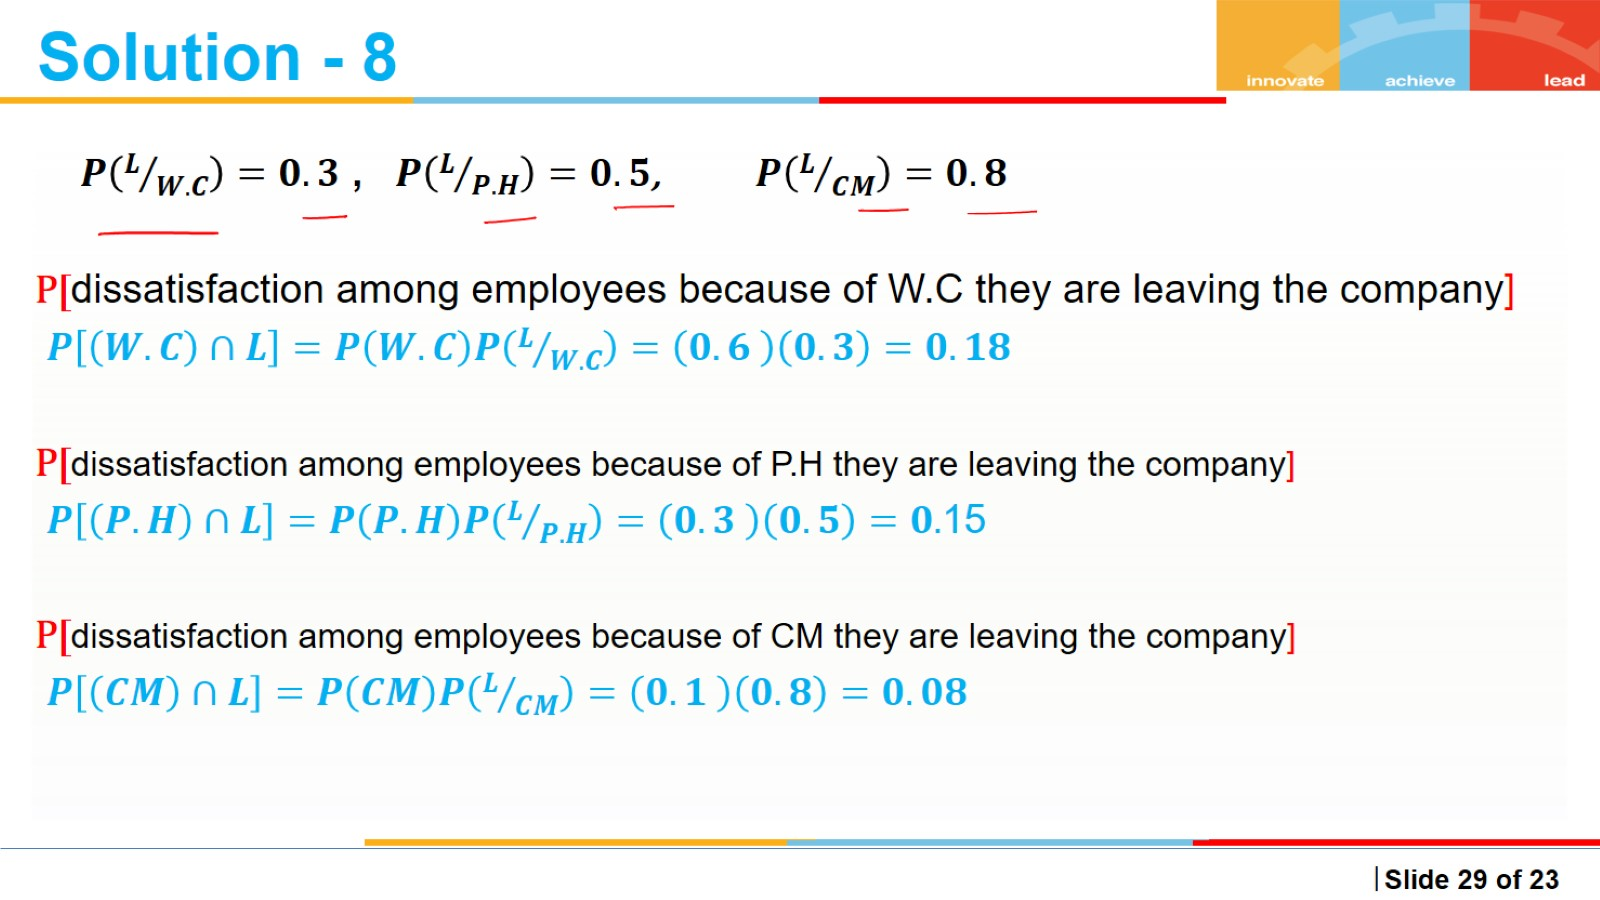 Solution - 8
innovate achieve lead
P(L/W.C) = 0.3 , P(L/P.H) = 0.5, P(L/CM) = 0.8
P[dissatisfaction among employees because of W.C they are leaving the company]
P[(W.C) ∩ L] = P(W.C)P(L/W.C) = (0.6 )(0.3) = 0.18
P[dissatisfaction among employees because of P.H they are leaving the company]
P[(P.H) ∩ L] = P(P.H)P(L/P.H) = (0.3 )(0.5) = 0.15
P[dissatisfaction among employees because of CM they are leaving the company]
P[(CM) ∩ L] = P(CM)P(L/CM) = (0.1 )(0.8) = 0.08
|Slide 29 of 23